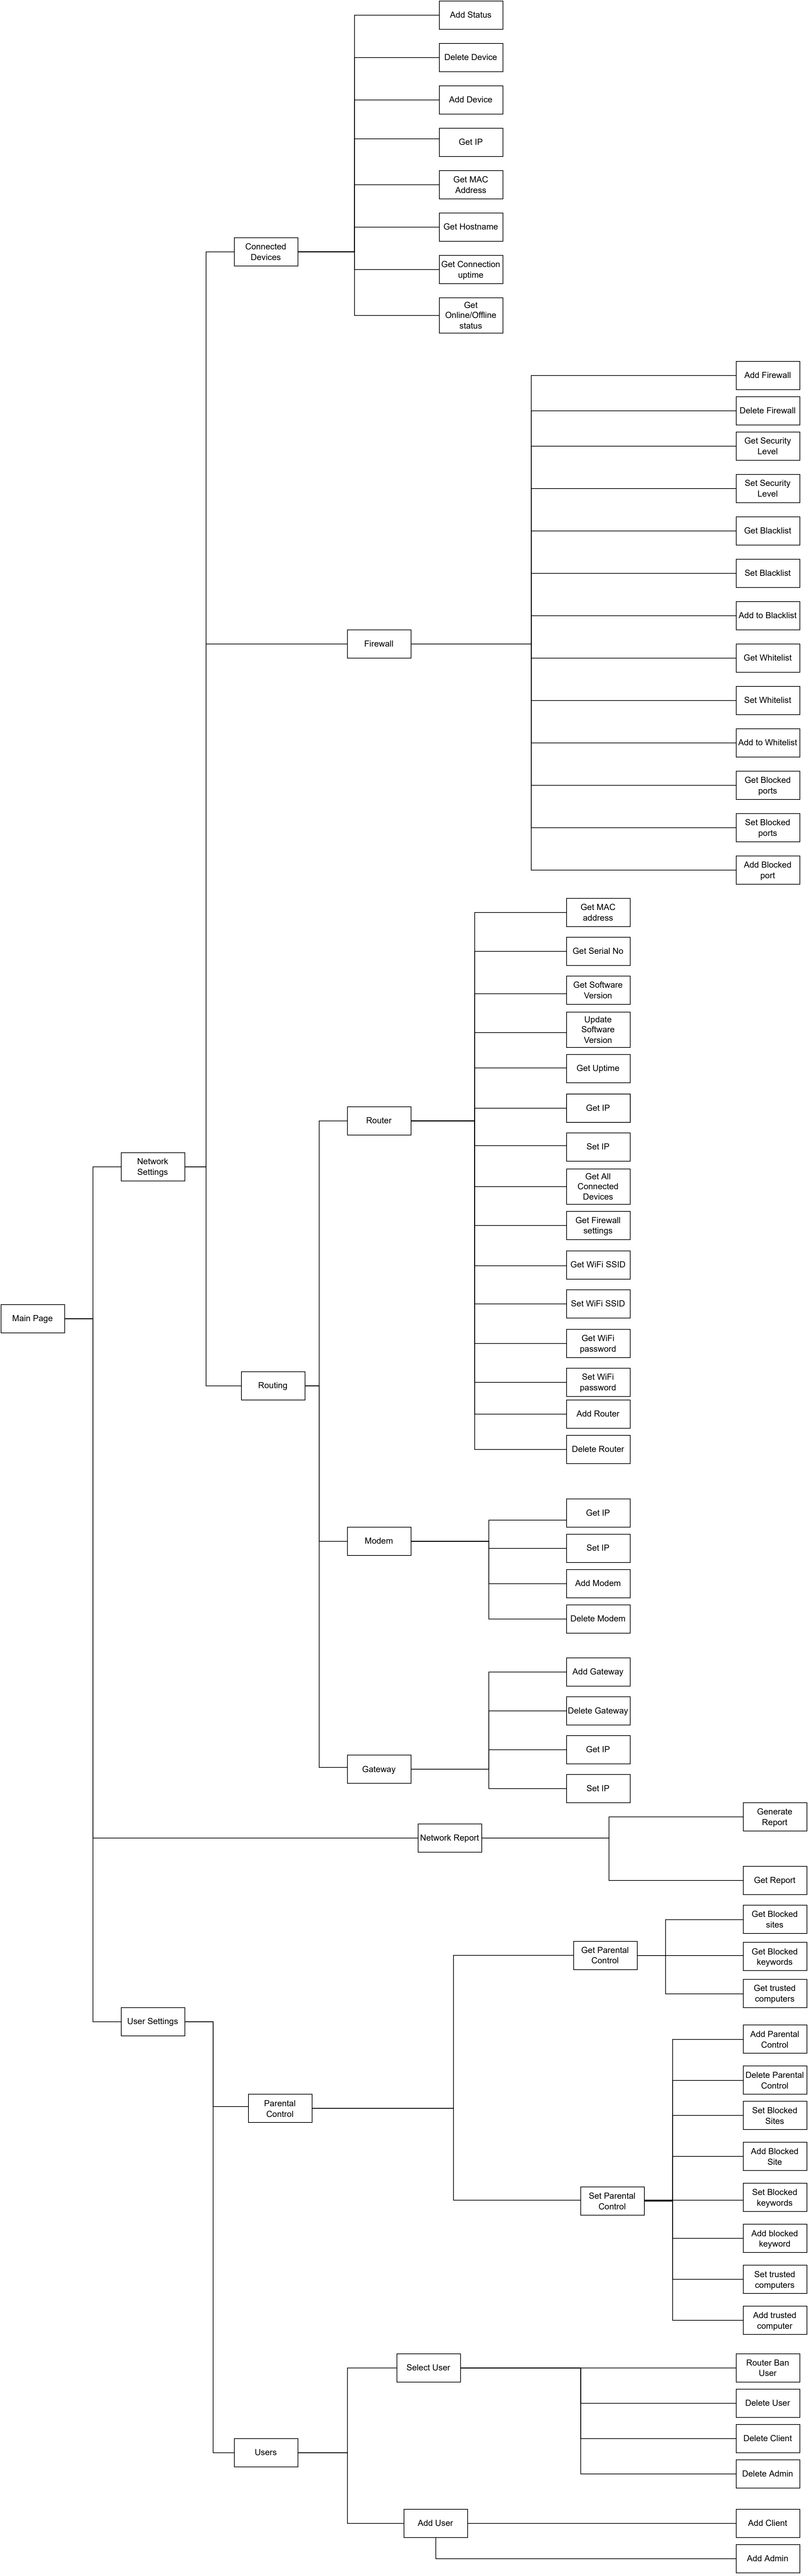 Add Status
Delete Device
Add Device
Get IP
Get MAC
Address
Get Hostname
Connected
Devices
Get Connection
uptime
Get
Online/Offline
status
Add Firewall
Delete Firewall
Get Security
Level
Set Security
Level
Get Blacklist
Set Blacklist
Add to Blacklist
Firewall
Get Whitelist
Set Whitelist
Add to Whitelist
Get Blocked
ports
Set Blocked
ports
Add Blocked
port
Get MAC
address
Get Serial No
Get Software
Version
Update
Software
Version
Get Uptime
Get IP
Router
Set IP
Network
Settings
Get All
Connected
Devices
Get Firewall
settings
Get WiFi SSID
Set WiFi SSID
Main Page
Get WiFi
password
Set WiFi
password
Routing
Add Router
Delete Router
Get IP
Modem
Set IP
Add Modem
Delete Modem
Add Gateway
Delete Gateway
Get IP
Gateway
Set IP
Generate
Report
Network Report
Get Report
Get Blocked
sites
Get Parental
Control
Get Blocked
keywords
Get trusted
computers
User Settings
Add Parental
Control
Delete Parental
Control
Parental
Control
Set Blocked
Sites
Add Blocked
Site
Set Parental
Control
Set Blocked
keywords
Add blocked
keyword
Set trusted
computers
Add trusted
computer
Select User
Router Ban
User
Delete User
Delete Client
Users
Delete Admin
Add User
Add Client
Add Admin